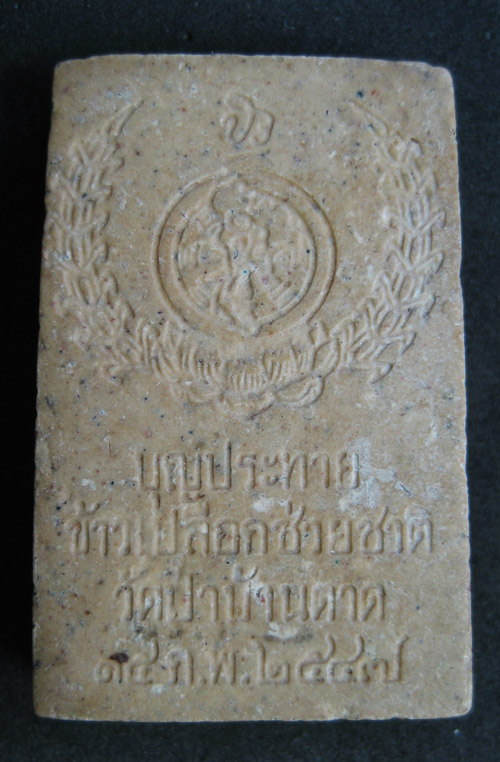 บุญประทาย
ข้าวเปลือกช่วยชาติ
วัดป่าบ้านตาด
๑๔ ก.พ.๒๕๔๗